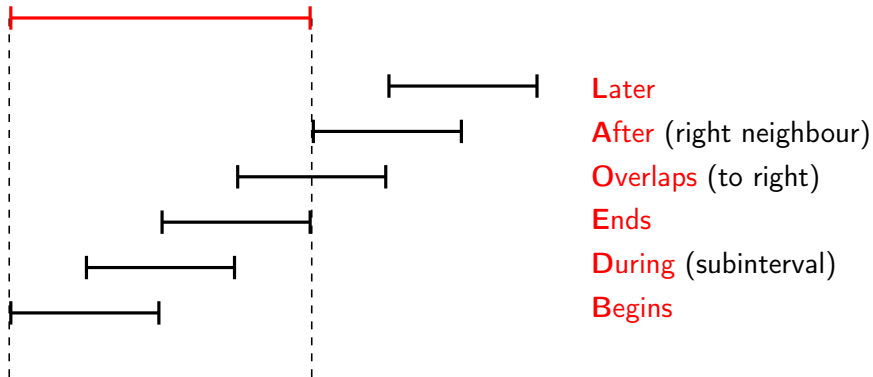 Later
After (right neighbour)
Overlaps (to right)
Ends
During (subinterval)
Begins